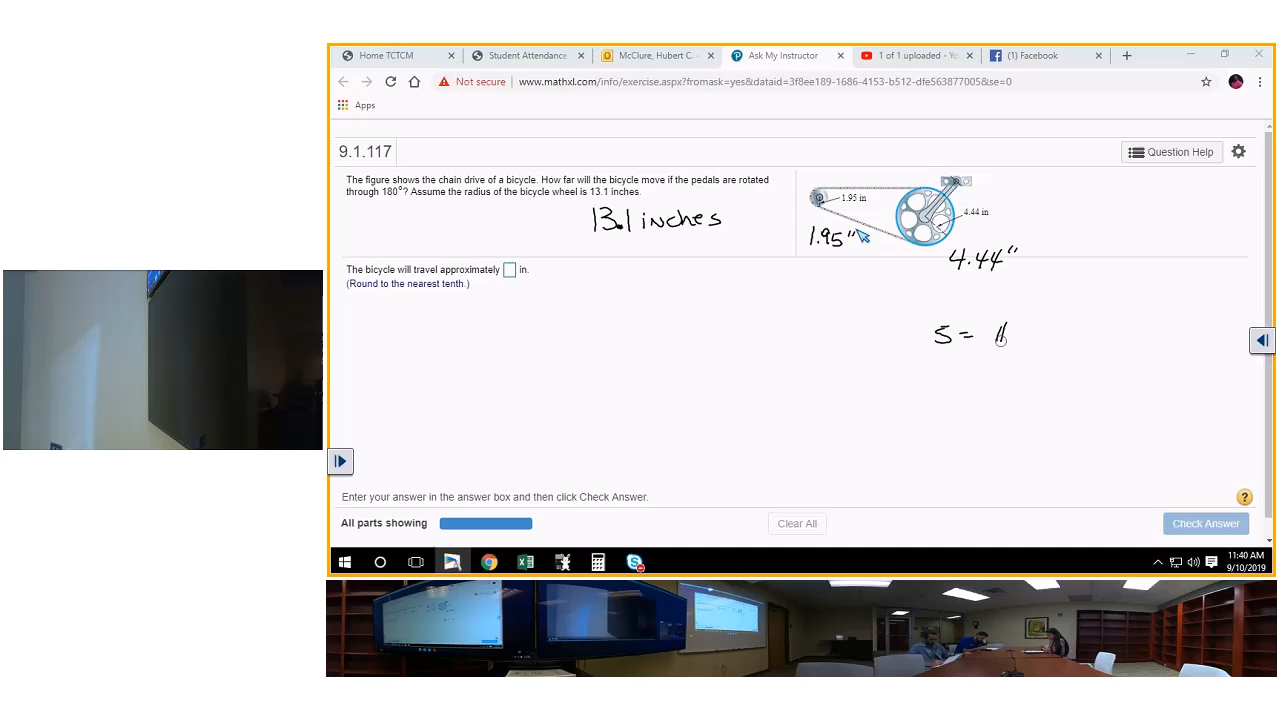 Home TCTCM
Student Attendance
McClure, Hubert C.
Ask My Instructor
1 of 1 uploaded - Yo
(1) Facebook
Not secure
www.mathxl.com/info/exercise.aspx?fromask=yes&dataid=3f8ee189-1686-4153-b512-dfe563877005&se=0
Apps
9.1.117
Question Help
The figure shows the chain drive of a bicycle. How far will the bicycle move if the pedals are rotated
through 180°? Assume the radius of the bicycle wheel is 13.1 inches.
13.1 inches
1.95 in
4.44 in
1.95"
4.44"
The bicycle will travel approximately in.
(Round to the nearest tenth.)
S =
Enter your answer in the answer box and then click Check Answer.
?
All parts showing
Clear All
Check Answer
11:40 AM
9/10/2019